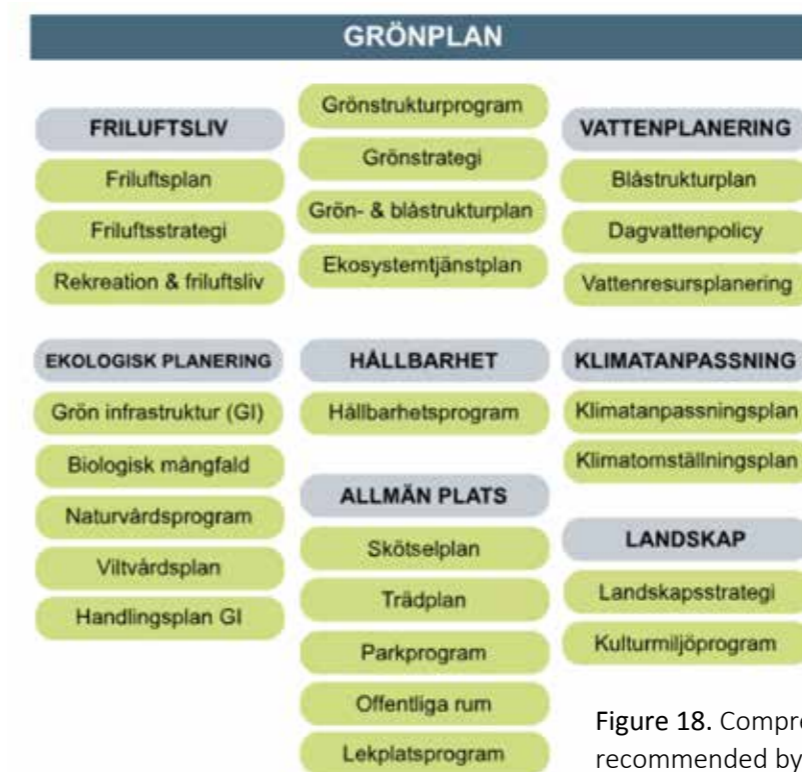 GRÖNPLAN
FRILUFTSLIV
Friluftsplan
Friluftsstrategi
Rekreation & friluftsliv
Grönstrukturprogram
Grönstrategi
Grön- & blåstrukturplan
Ekosystemtjänstplan
VATTENPLANERING
Blåstrukturplan
Dagvattenpolicy
Vattenresursplanering
EKOLOGISK PLANERING
Grön infrastruktur (GI)
Biologisk mångfald
Naturvårdsprogram
Viltvårdsplan
Handlingsplan GI
HÅLLBARHET
Hållbarhetsprogram
ALLMÄN PLATS
Skötselplan
Trädplan
Parkprogram
Offentliga rum
Lekplatsprogram
KLIMATANPASSNING
Klimatanpassningsplan
Klimatomställningsplan
LANDSKAP
Landskapsstrategi
Kulturmiljöprogram
Figure 18. Compre
recommended by